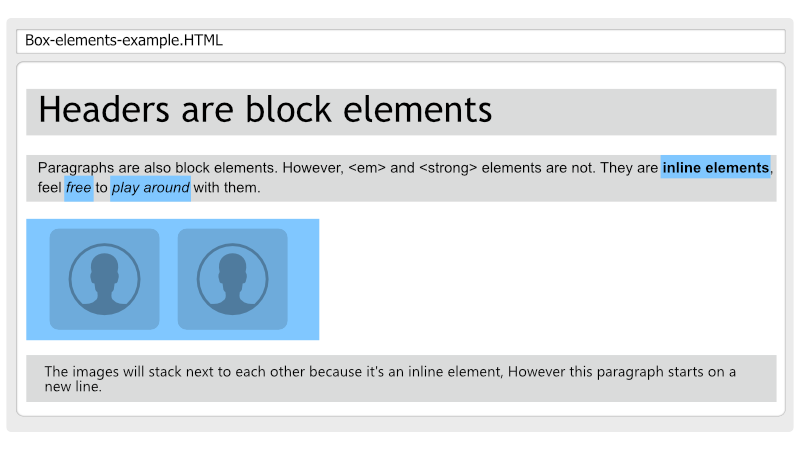 Box-elements-example.HTML
Headers are block elements
Paragraphs are also block elements. However, <em> and <strong> elements are not. They are inline elements,
feel free to play around with them.
The images will stack next to each other because it's an inline element, However this paragraph starts on a
new line.